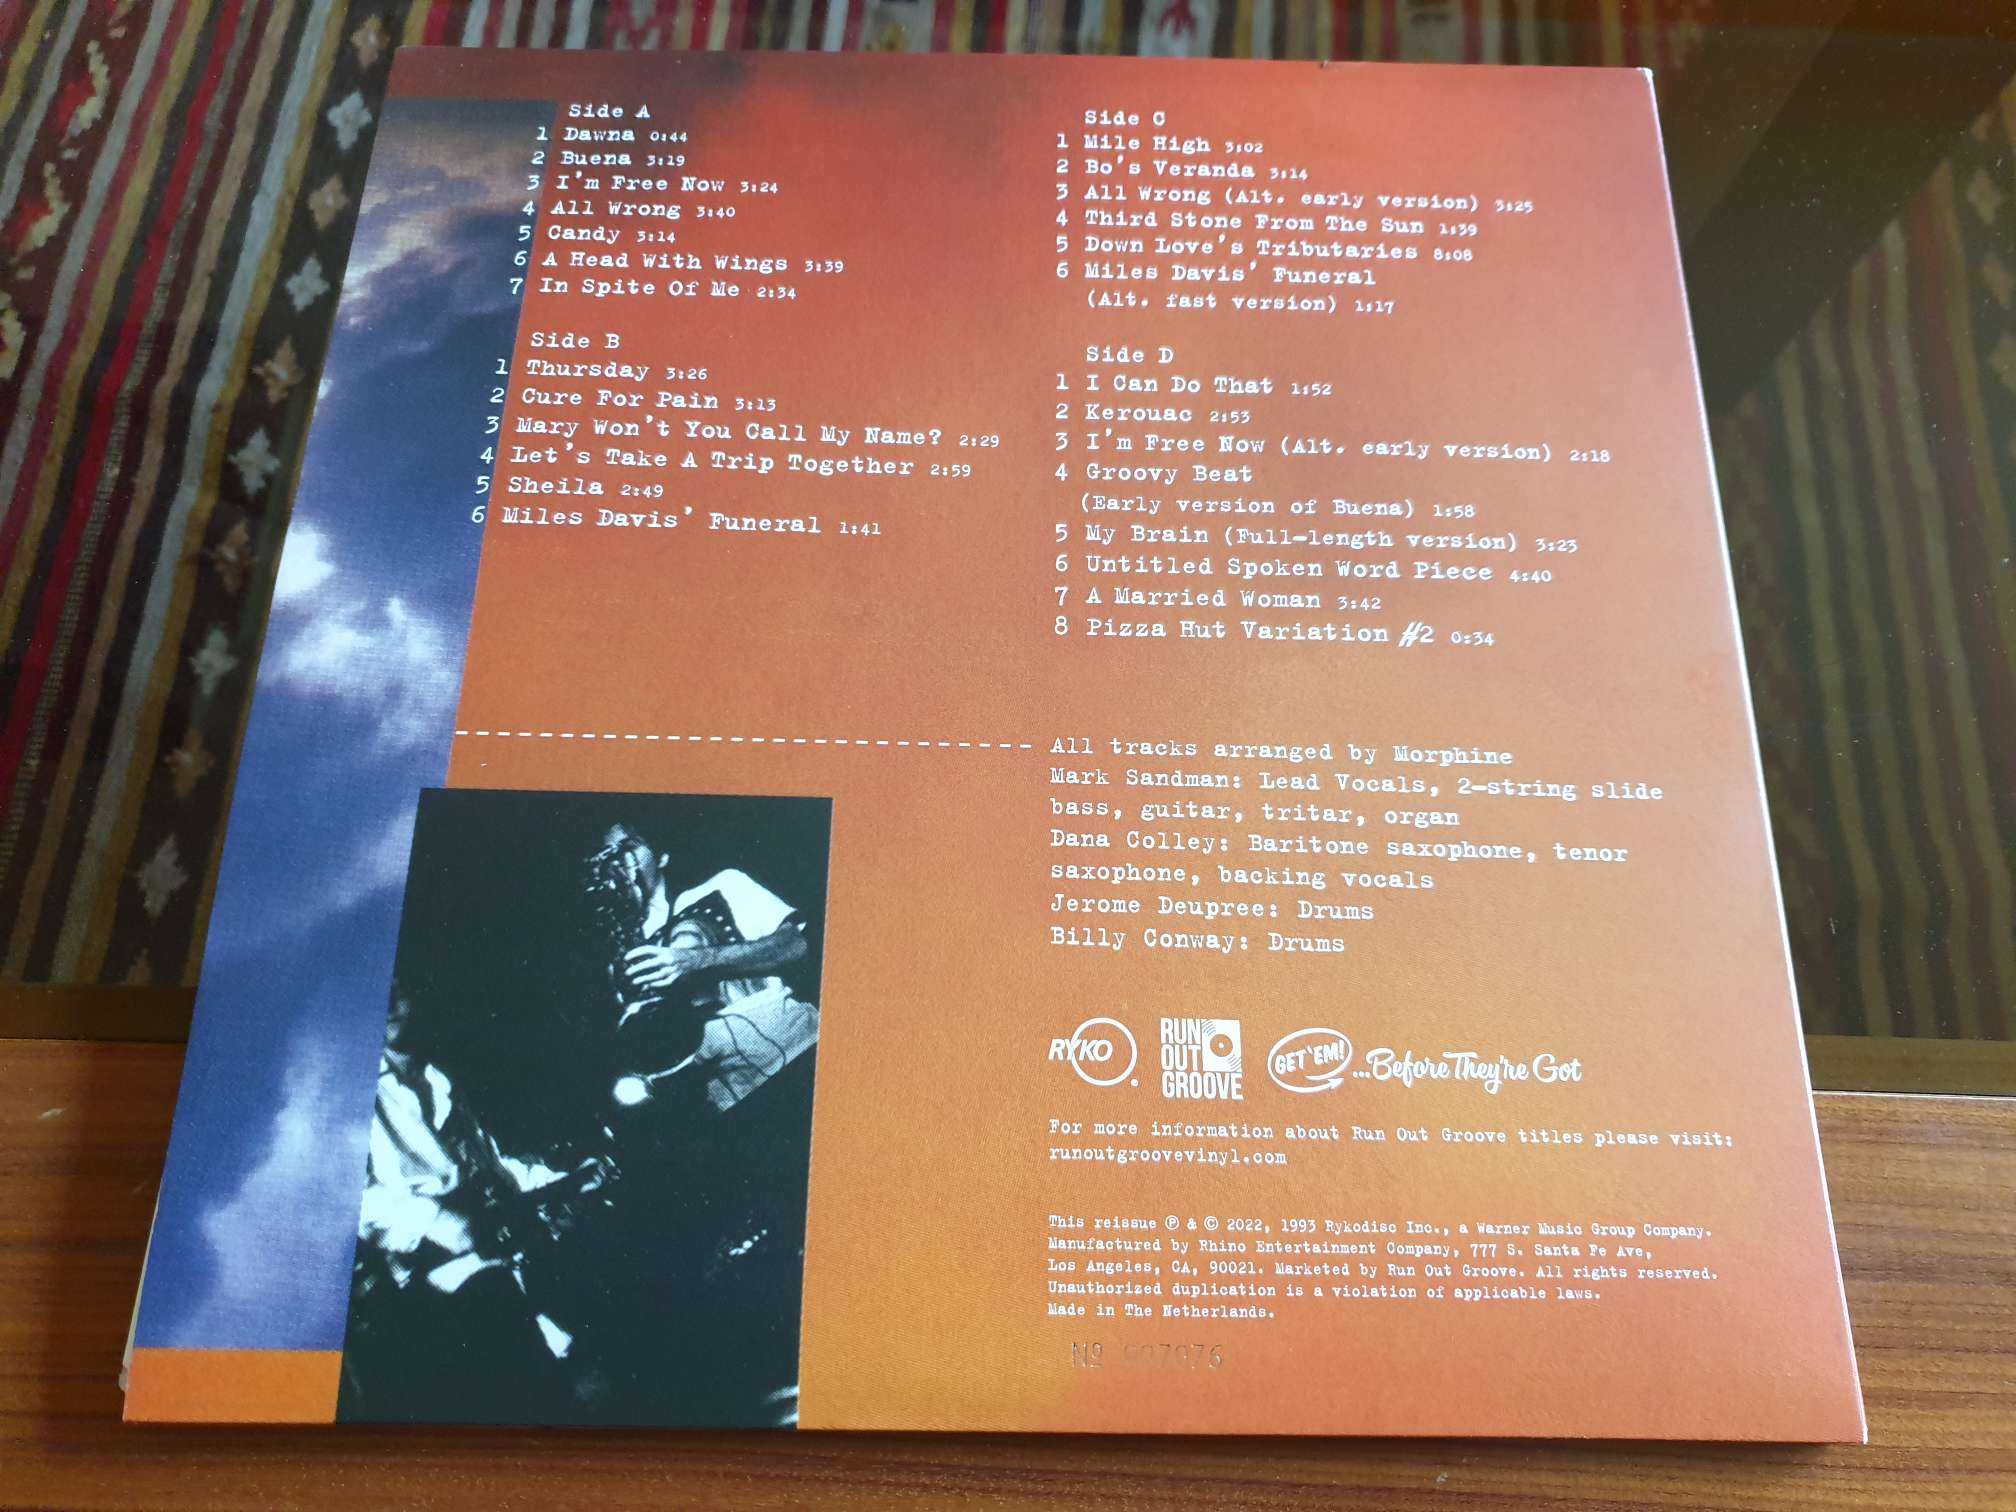 Side A
1 Dawna 0:44
2 Buena 3:19
3 I'm Free Now 3:24
4 All Wrong 3:40
5 Candy 3:14
6 A Head With Wings 3:39
7 In Spite Of Me 2:34
Side B
1 Thursday 3:26
2 Cure For Pain 3:13
3 Mary Won't You Call My Name? 2:29
4 Let's Take A Trip Together 2:59
5 Sheila 2:49
6 Miles Davis' Funeral 1:41
Side C
1 Mile High 3:02
2 Bo's Veranda 3:14
3 All Wrong (Alt. early version) 3:25
4 Third Stone From The Sun 1:39
5 Down Love's Tributaries 8:08
6 Miles Davis' Funeral
(Alt. fast version) 1:17
Side D
1 I Can Do That 1:52
2 Kerouac 2:53
3 I'm Free Now (Alt. early version) 2:18
4 Groovy Beat
(Early version of Buena) 1:58
5 My Brain (Full-length version) 3:23
6 Untitled Spoken Word Piece 4:40
7 A Married Woman 3:42
8 Pizza Hut Variation #2 0:34
All tracks arranged by Morphine
Mark Sandman: Lead Vocals, 2-string slide
bass, guitar, tritar, organ
Dana Colley: Baritone saxophone, tenor
saxophone, backing vocals
Jerome Deupree: Drums
Billy Conway: Drums
RYKO
RUN
OUT
GROOVE
GET 'EM!
...Before They're Got
For more information about Run Out Groove titles please visit:
runoutgroovevinyl.com
This reissue ℗ & © 2022, 1993 Rykodisc Inc., a Warner Music Group Company.
Manufactured by Rhino Entertainment Company, 777 S. Santa Fe Ave,
Los Angeles, CA, 90021. Marketed by Run Out Groove. All rights reserved.
Unauthorized duplication is a violation of applicable laws.
Made in The Netherlands.
Nº